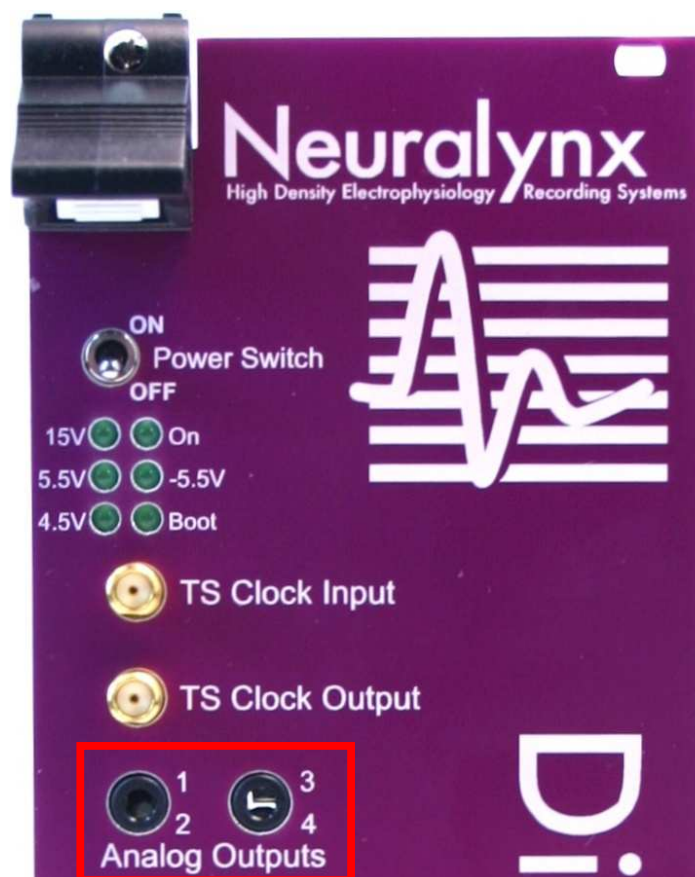 Neuralynx
High Density Electrophysiology Recording Systems
ON
Power Switch
OFF
15V On
5.5V -5.5V
4.5V Boot
TS Clock Input
TS Clock Output
1 3
2 4
Analog Outputs
Di